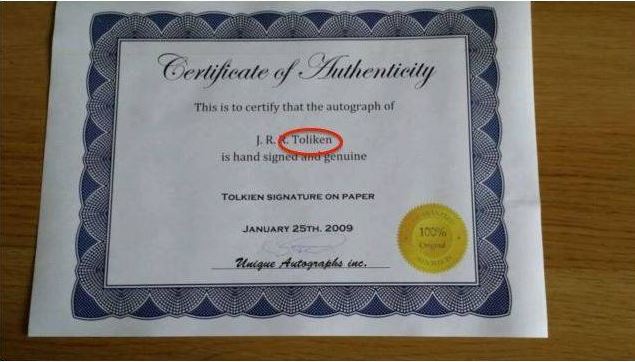 Certificate of Authenticity
This is to certify that the autograph of
J. R. R. Toliken
is hand signed and genuine
TOLKIEN SIGNATURE ON PAPER
JANUARY 25TH. 2009
Unique Autographs inc.
100%
Original